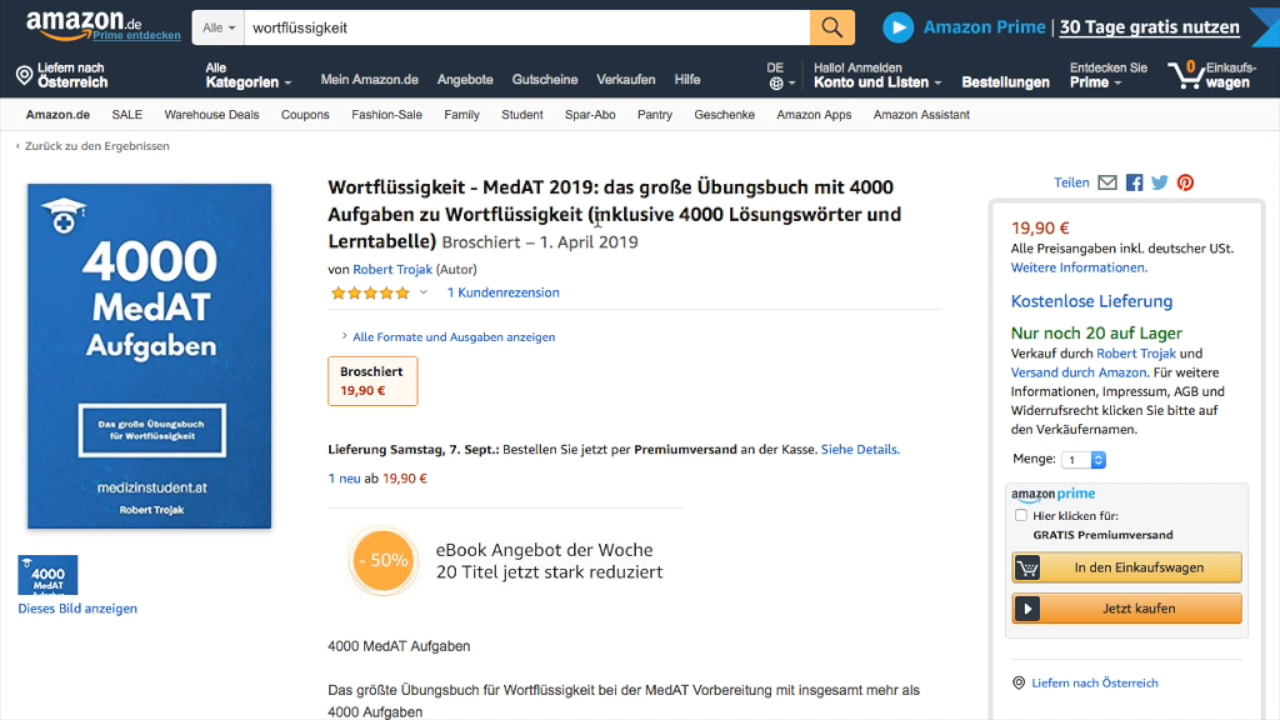 amazon.de
Prime entdecken
Alle
wortflüssigkeit
Amazon Prime | 30 Tage gratis nutzen
Liefern nach
Österreich
Alle
Kategorien
Mein Amazon.de
Angebote
Gutscheine
Verkaufen
Hilfe
DE
Hallo! Anmelden
Konto und Listen
Bestellungen
Entdecken Sie
Prime
0
Einkaufs-
wagen
Amazon.de
SALE
Warehouse Deals
Coupons
Fashion-Sale
Family
Student
Spar-Abo
Pantry
Geschenke
Amazon Apps
Amazon Assistant
‹ Zurück zu den Ergebnissen
4000
MedAT
Aufgaben
Das große Übungsbuch
für Wortflüssigkeit
medizinstudent.at
Robert Trojak
4000
MedAT
Dieses Bild anzeigen
Wortflüssigkeit - MedAT 2019: das große Übungsbuch mit 4000
Aufgaben zu Wortflüssigkeit (inklusive 4000 Lösungswörter und
Lerntabelle) Broschiert – 1. April 2019
von Robert Trojak (Autor)
1 Kundenrezension
› Alle Formate und Ausgaben anzeigen
Broschiert
19,90 €
Lieferung Samstag, 7. Sept.: Bestellen Sie jetzt per Premiumversand an der Kasse. Siehe Details.
1 neu ab 19,90 €
- 50%
eBook Angebot der Woche
20 Titel jetzt stark reduziert
4000 MedAT Aufgaben
Das größte Übungsbuch für Wortflüssigkeit bei der MedAT Vorbereitung mit insgesamt mehr als
4000 Aufgaben
Teilen
19,90 €
Alle Preisangaben inkl. deutscher USt.
Weitere Informationen.
Kostenlose Lieferung
Nur noch 20 auf Lager
Verkauf durch Robert Trojak und
Versand durch Amazon. Für weitere
Informationen, Impressum, AGB und
Widerrufsrecht klicken Sie bitte auf
den Verkäufernamen.
Menge: 1
amazon prime
Hier klicken für:
GRATIS Premiumversand
In den Einkaufswagen
Jetzt kaufen
Liefern nach Österreich